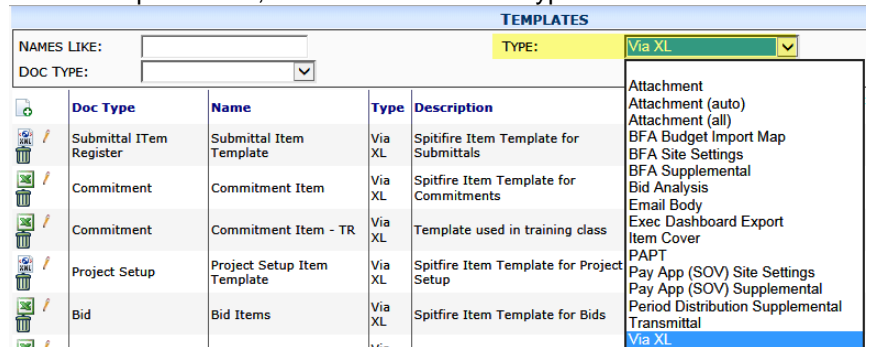 TEMPLATES
NAMES LIKE:
TYPE: Via XL
DOC TYPE:
Attachment
Attachment (auto)
Attachment (all)
BFA Budget Import Map
BFA Site Settings
BFA Supplemental
Bid Analysis
Email Body
Exec Dashboard Export
Item Cover
PAPT
Pay App (SOV) Site Settings
Pay App (SOV) Supplemental
Period Distribution Supplemental
Transmittal
Via XL
Doc Type Name Type Description
XML Submittal ITem Submittal Item Via Spitifire Item Template for
Register Template XL Submittals
Commitment Commitment Item Via XL Spitfire Item Template for
Commitments
Commitment Commitment Item - TR Via XL Template used in training class
XML Project Setup Project Setup Item Via Spitfire Item Template for Project
Template XL Setup
Bid Bid Items Via XL Spitfire Item Template for Bids